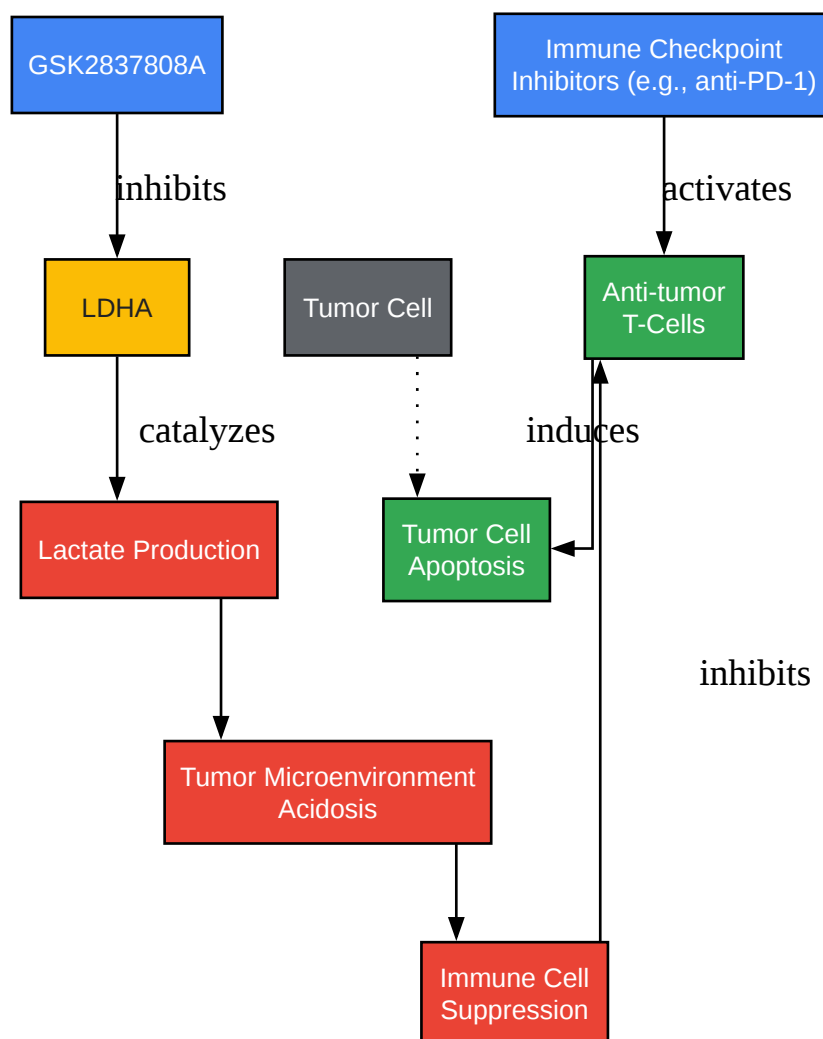 GSK2837808A
Immune Checkpoint
Inhibitors (e.g., anti-PD-1)
inhibits
activates
LDHA
Tumor Cell
Anti-tumor
T-Cells
catalyzes
induces
Lactate Production
Tumor Cell
Apoptosis
inhibits
Tumor Microenvironment
Acidosis
Immune Cell
Suppression